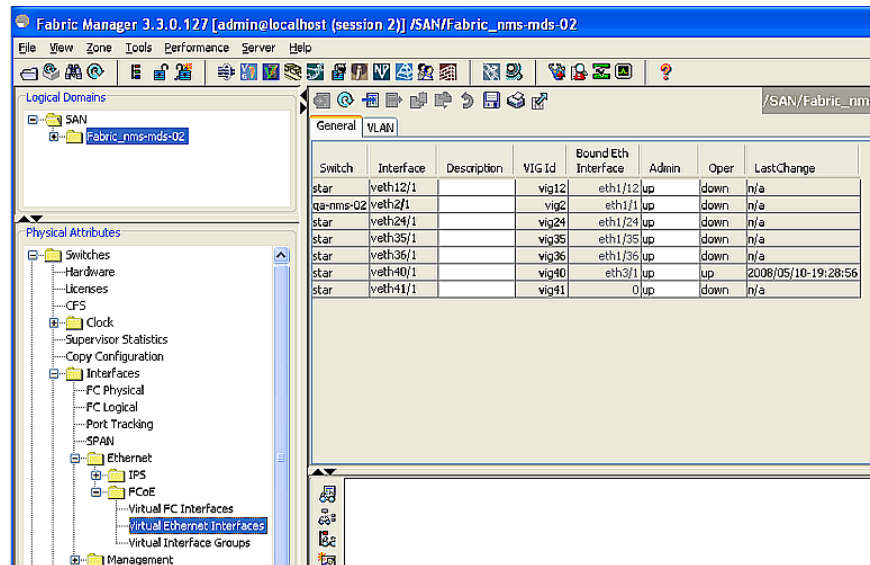 Fabric Manager 3.3.0.127 [admin@localhost (session 2)] /SAN/Fabric_nms-mds-02
File View Zone Tools Performance Server Help
Logical Domains
SAN
Fabric_nms-mds-02
Physical Attributes
Switches
Hardware
Licenses
CFS
Clock
Supervisor Statistics
Copy Configuration
Interfaces
FC Physical
FC Logical
Port Tracking
SPAN
Ethernet
IPS
FCoE
Virtual FC Interfaces
Virtual Ethernet Interfaces
Virtual Interface Groups
Management
/SAN/Fabric_nm
General VLAN
Switch Interface Description VIG Id Bound Eth Interface Admin Oper LastChange
star veth12/1 vig12 eth1/12 up down n/a
qa-nms-02 veth2/1 vig2 eth1/1 up down n/a
star veth24/1 vig24 eth1/24 up down n/a
star veth35/1 vig35 eth1/35 up down n/a
star veth36/1 vig36 eth1/36 up down n/a
star veth40/1 vig40 eth3/1 up up 2008/05/10-19:28:56
star veth41/1 vig41 0 up down n/a